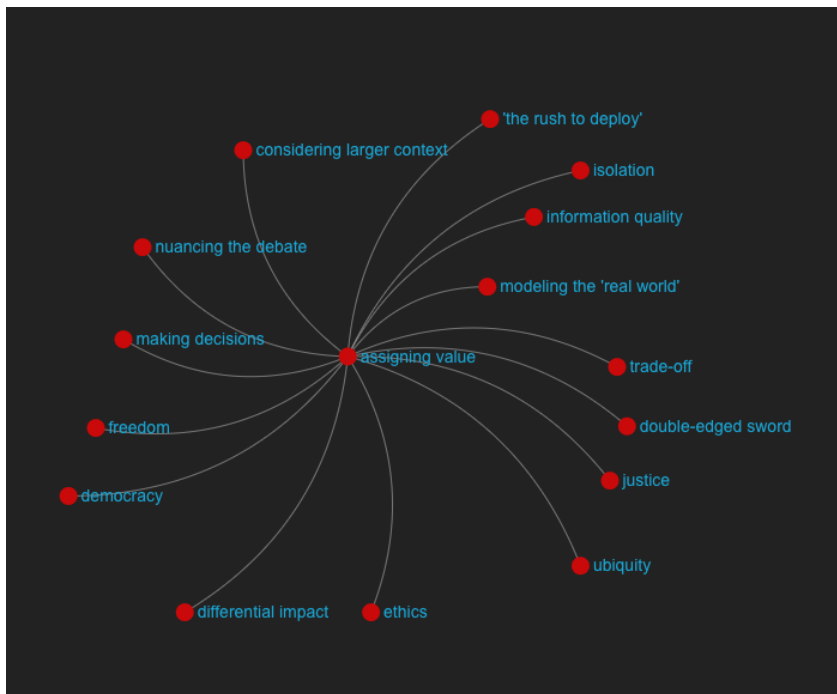 'the rush to deploy'
considering larger context
isolation
information quality
nuancing the debate
modeling the 'real world'
making decisions
assigning value
trade-off
freedom
double-edged sword
justice
democracy
ubiquity
differential impact
ethics